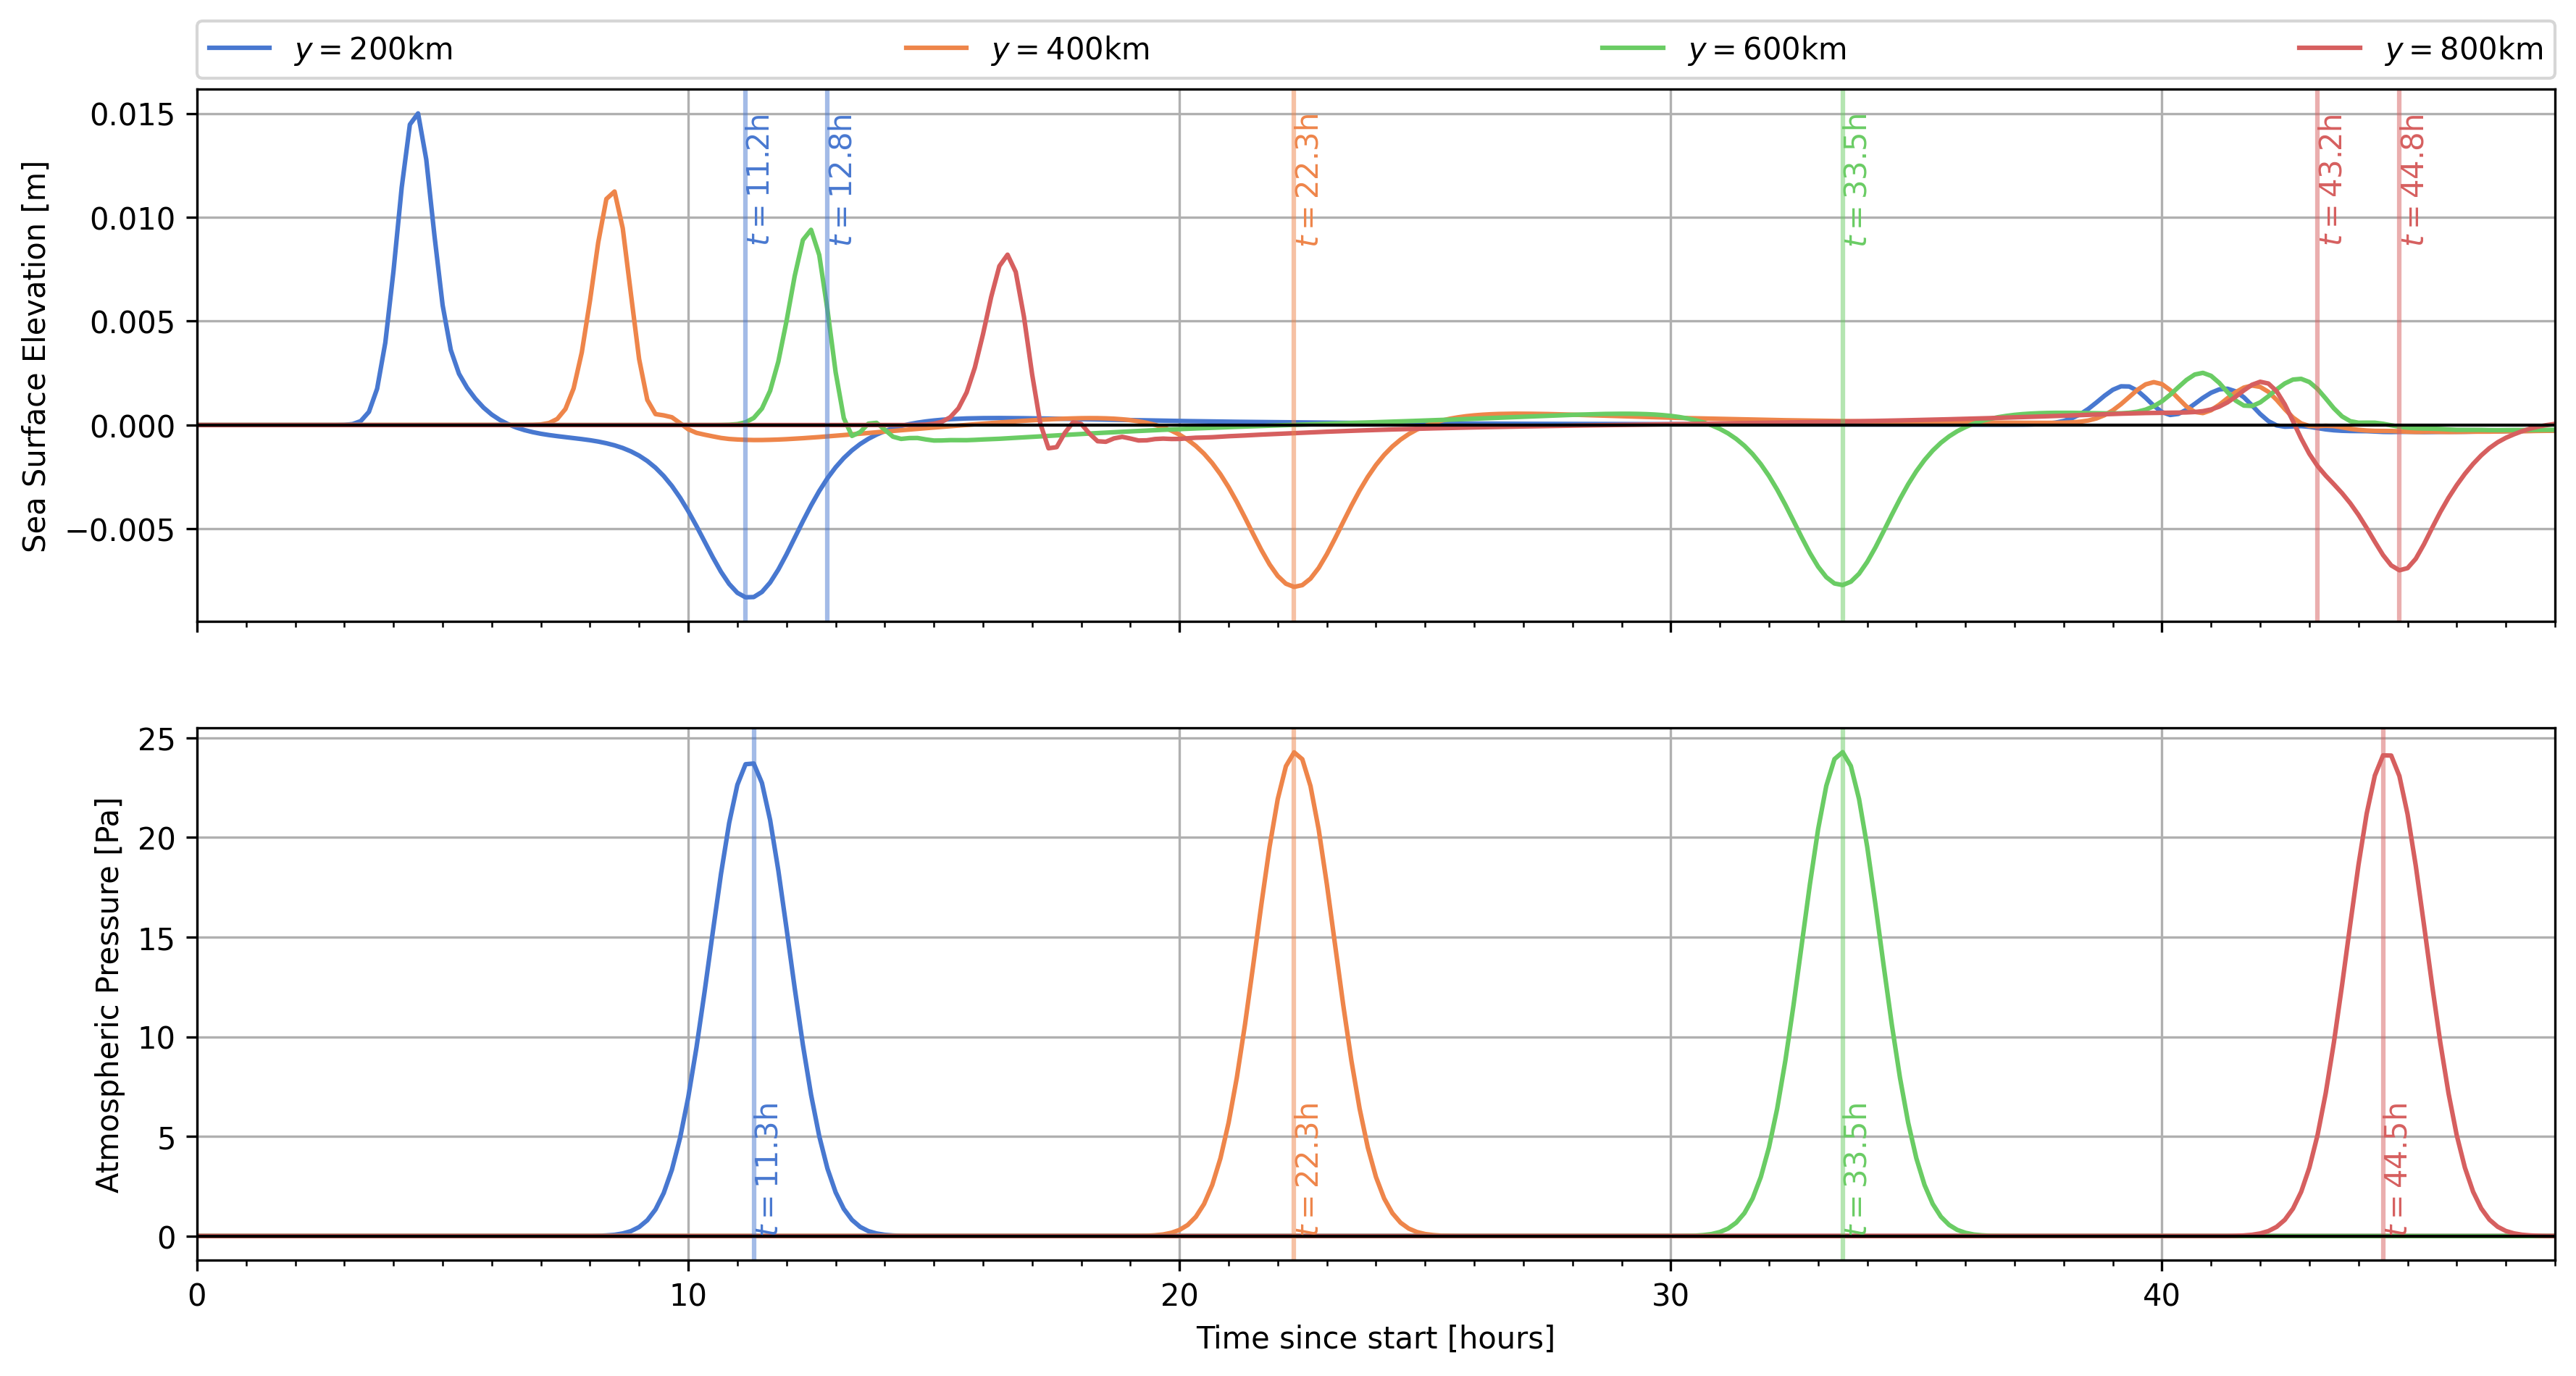 y = 200km
y = 400km
y = 600km
y = 800km
Sea Surface Elevation [m]
0.015
0.010
0.005
0.000
−0.005
t = 11.2h
t = 12.8h
t = 22.3h
t = 33.5h
t = 43.2h
t = 44.8h
Atmospheric Pressure [Pa]
25
20
15
10
5
0
t = 11.3h
t = 22.3h
t = 33.5h
t = 44.5h
0
10
20
30
40
Time since start [hours]